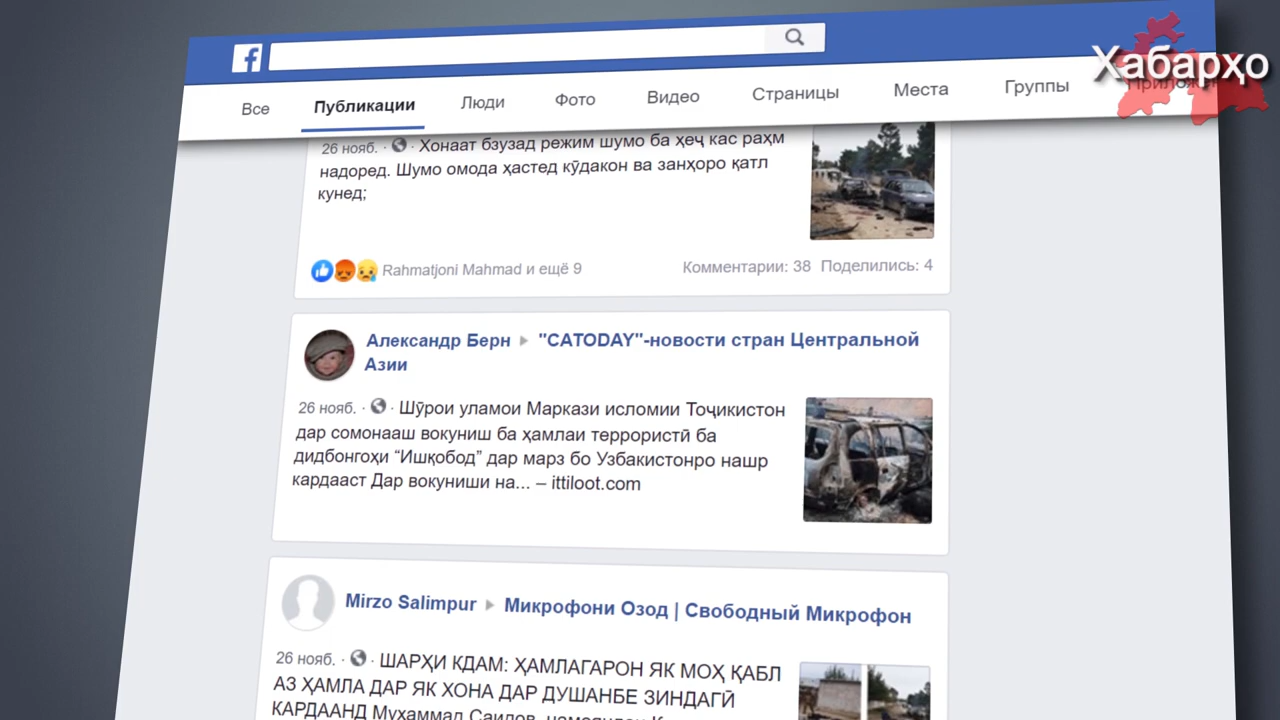 Хабарҳо
Все Публикации Люди Фото Видео Страницы Места Группы
26 нояб. · Хонаат бзузад режим шумо ба ҳеҷ кас раҳм
надоред. Шумо омода ҳастед кӯдакон ва занҳоро қатл
кунед;
Rahmatjoni Mahmad и ещё 9 Комментарии: 38 Поделились: 4
Александр Берн "CATODAY"-новости стран Центральной
Азии
26 нояб. · Шӯрои уламои Маркази исломии Тоҷикистон
дар сомонааш вокуниш ба ҳамлаи террористӣ ба
дидбонгоҳи “Ишқобод” дар марз бо Узбакистонро нашр
кардааст Дар вокуниши на... – ittiloot.com
Mirzo Salimpur Микрофони Озод | Свободный Микрофон
26 нояб. · ШАРҲИ КДАМ: ҲАМЛАГАРОН ЯК МОҲ ҚАБЛ
АЗ ҲАМЛА ДАР ЯК ХОНА ДАР ДУШАНБЕ ЗИНДАГӢ
КАРДААНД Муҳаммад Саидов